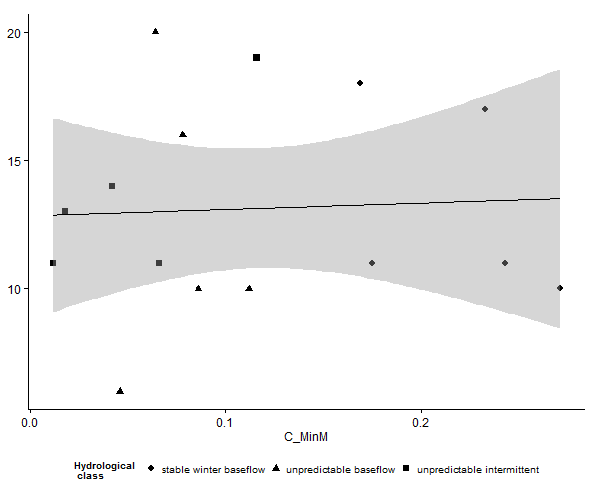 20
15
10
0.0 0.1 0.2
C_MinM
Hydrological
class
stable winter baseflow unpredictable baseflow unpredictable intermittent